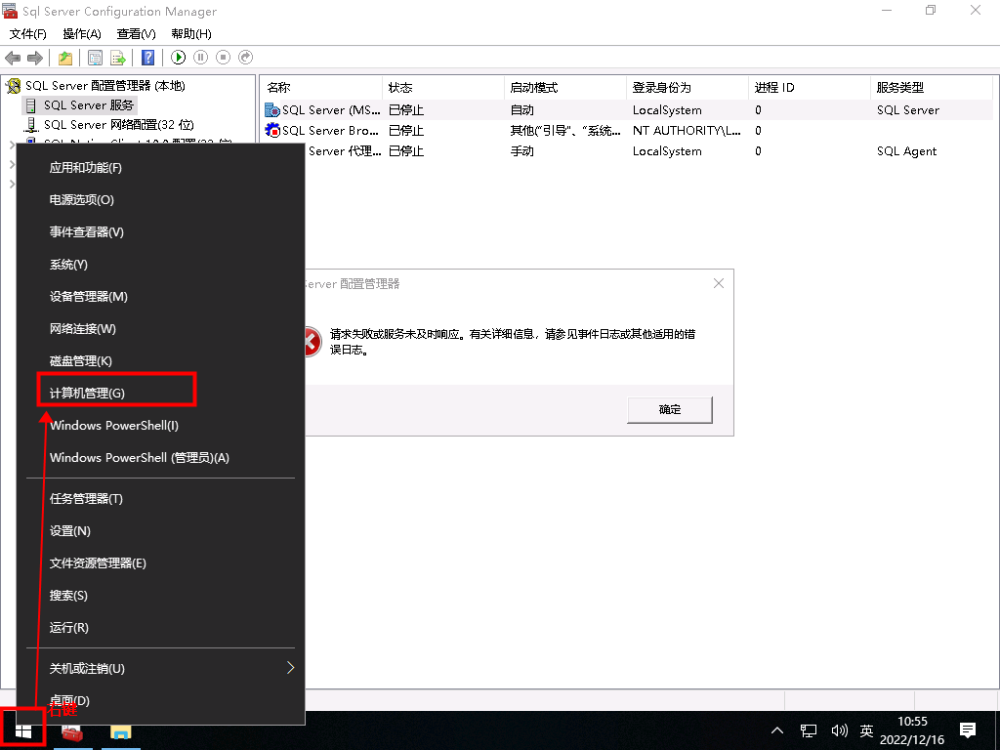 Sql Server Configuration Manager
文件(F) 操作(A) 查看(V) 帮助(H)
SQL Server 配置管理器 (本地)
SQL Server 服务
SQL Server 网络配置(32 位)
名称 状态 启动模式 登录身份为 进程 ID 服务类型
SQL Server (MS... 已停止 自动 LocalSystem 0 SQL Server
SQL Server Bro... 已停止 其他("引导"、"系统... NT AUTHORITY\L... 0
Server 代理... 已停止 手动 LocalSystem 0 SQL Agent
应用和功能(F)
电源选项(O)
事件查看器(V)
系统(Y)
设备管理器(M)
网络连接(W)
磁盘管理(K)
计算机管理(G)
Windows PowerShell(I)
Windows PowerShell (管理员)(A)
任务管理器(T)
设置(N)
文件资源管理器(E)
搜索(S)
运行(R)
关机或注销(U)
桌面(D)
右键
Server 配置管理器
请求失败或服务未及时响应。有关详细信息，请参见事件日志或其他适用的错
误日志。
确定
英
10:55
2022/12/16